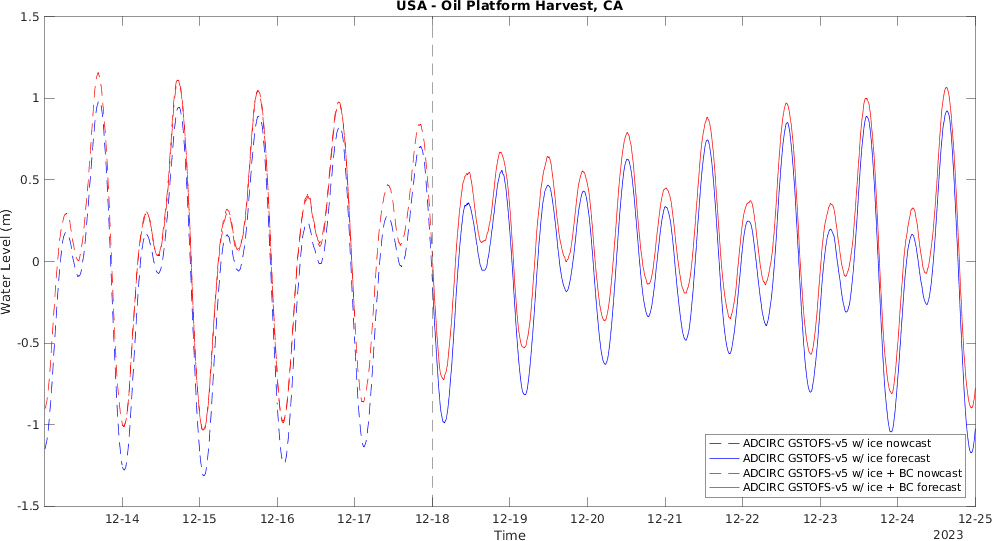 USA - Oil Platform Harvest, CA
1.5
1
0.5
0
-0.5
-1
-1.5
Water Level (m)
ADCIRC GSTOFS-v5 w/ ice nowcast
ADCIRC GSTOFS-v5 w/ ice forecast
ADCIRC GSTOFS-v5 w/ ice + BC nowcast
ADCIRC GSTOFS-v5 w/ ice + BC forecast
12-14 12-15 12-16 12-17 12-18 12-19 12-20 12-21 12-22 12-23 12-24 12-25
Time
2023